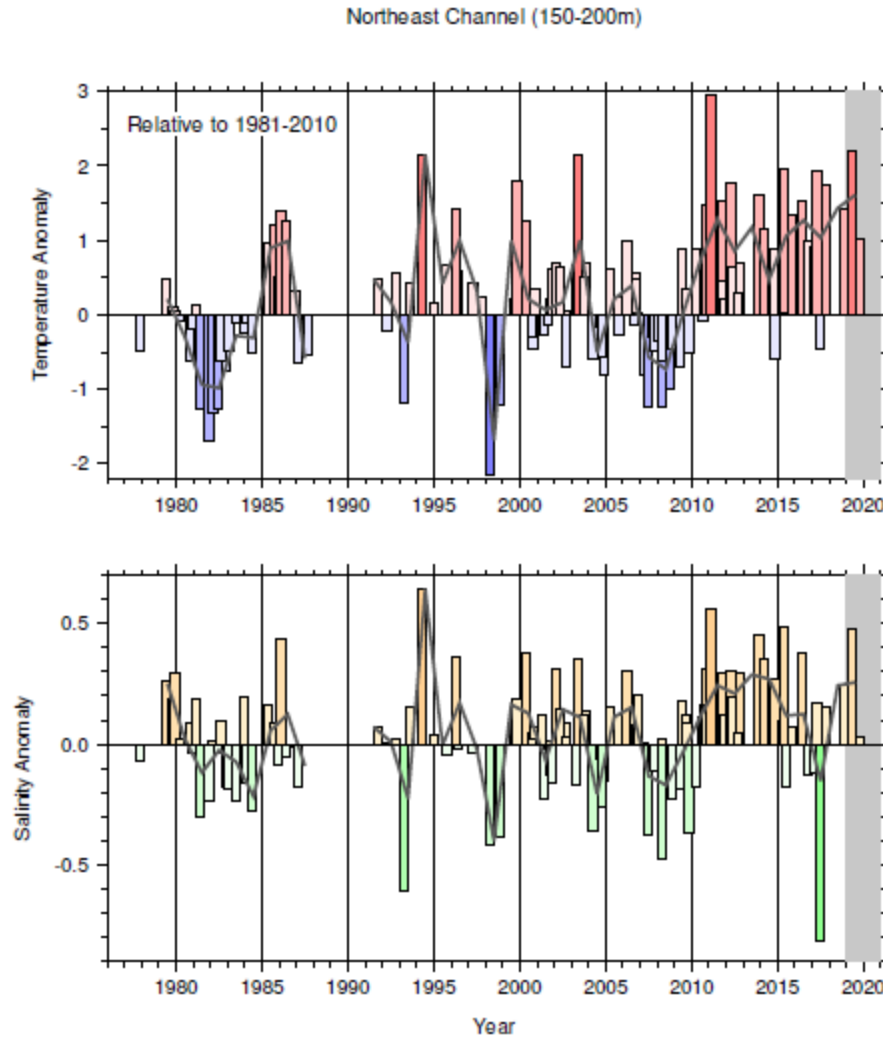 Northeast Channel (150-200m)
3
Relative to 1981-2010
2
1
0
-1
-2
Temperature Anomaly
1980 1985 1990 1995 2000 2005 2010 2015 2020
0.5
0.0
-0.5
Salinity Anomaly
1980 1985 1990 1995 2000 2005 2010 2015 2020
Year